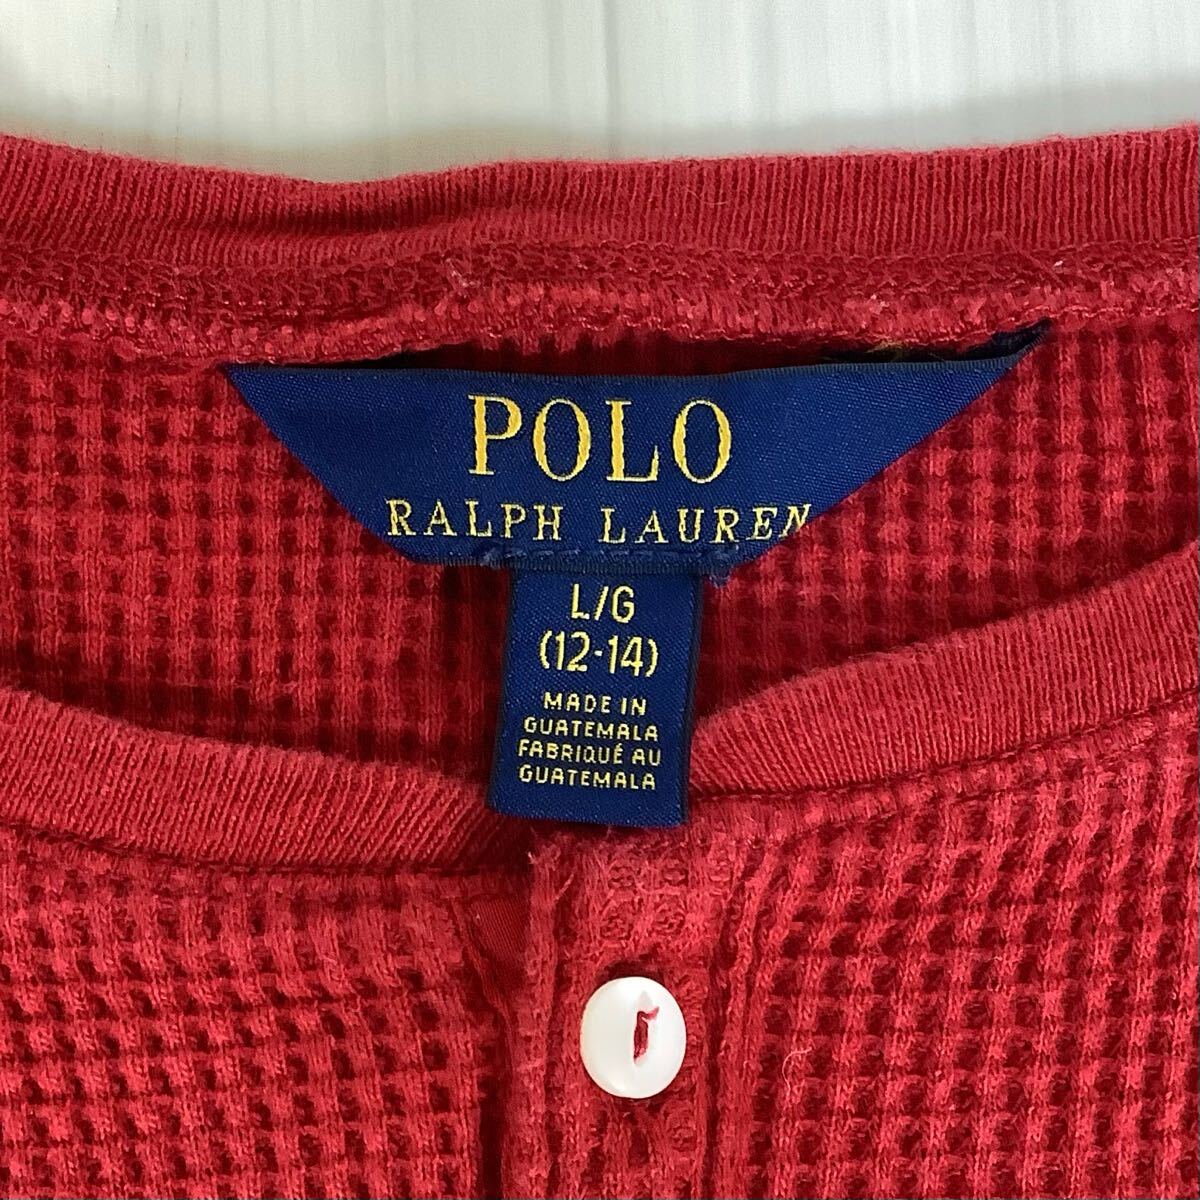 POLO
RALPH LAUREN
L/G
(12-14)
MADE IN
GUATEMALA
FABRIQUÉ AU
GUATEMALA